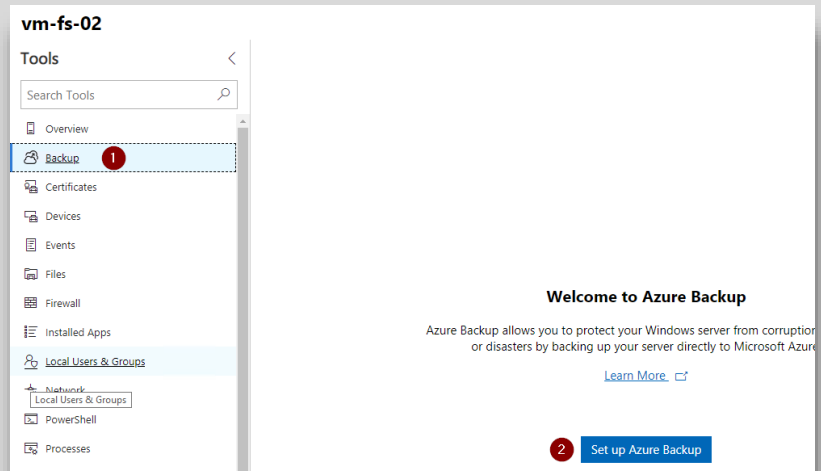 vm-fs-02
Tools
Search Tools
Overview
Backup
1
Certificates
Devices
Events
Files
Firewall
Installed Apps
Local Users & Groups
Network
Local Users & Groups
PowerShell
Processes
Welcome to Azure Backup
Azure Backup allows you to protect your Windows server from corruption
or disasters by backing up your server directly to Microsoft Azure
Learn More
2
Set up Azure Backup